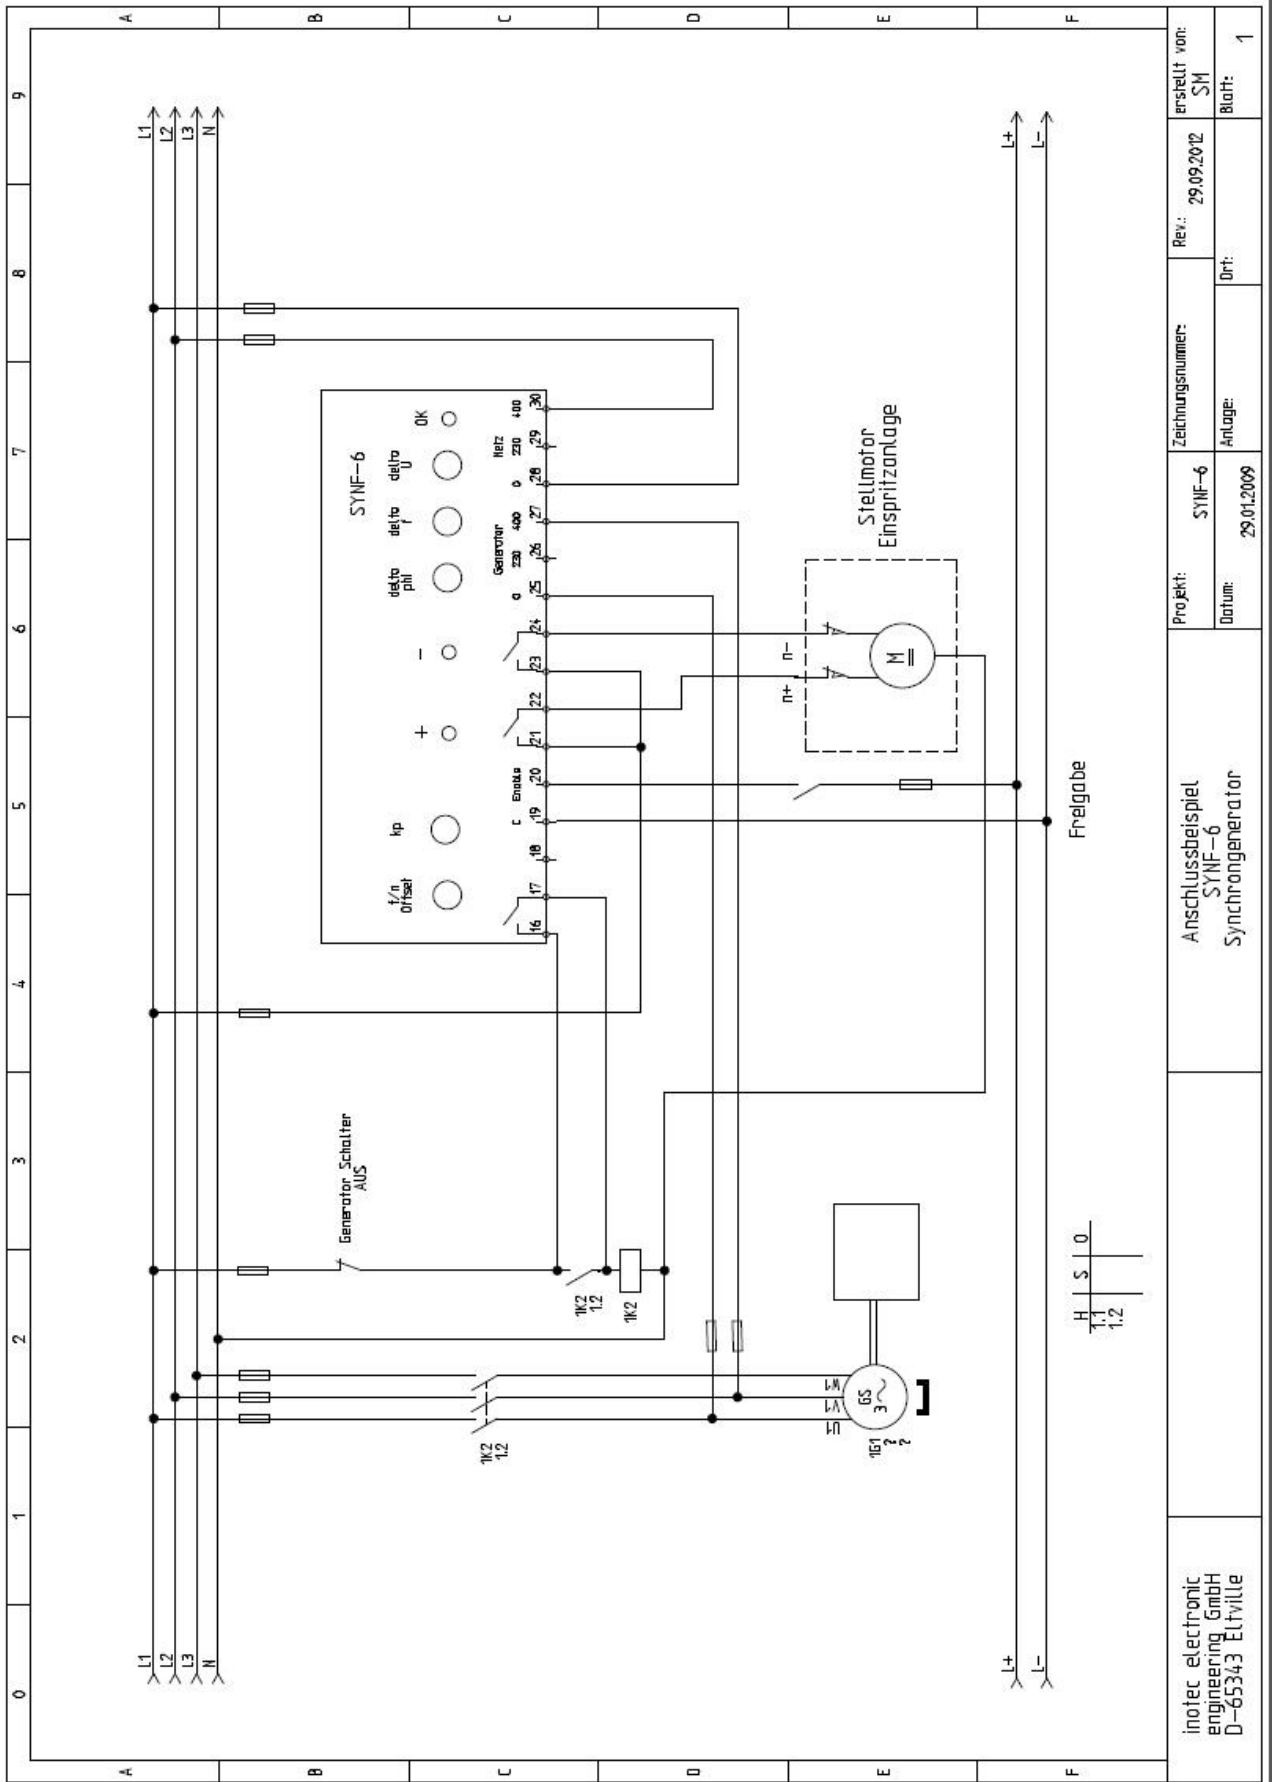 0 1 2 3 4 5 6 7 8 9
A
B
C
D
E
F
A
B
C
D
E
F
L1
L2
L3
N
L1
L2
L3
N
L+
L-
L+
L-
SYNF-6
f/n
Offset
kp
+
-
delta
phi
delta
f
delta
U
OK
C Enable
Generator
0 230 400
Netz
0 230 400
16 17 18 19 20 21 22 23 24 25 26 27 28 29 30
Generator Schalter
AUS
1K2
1.2
1K2
1K2
1.2
U1 V1 W1
GS
3~
1G1
?
?
n+ n-
M
Stellmotor
Einspritzanlage
Freigabe
H S O
1.1
1.2
inotec electronic
engineering GmbH
D-65343 Eltville
Anschlussbeispiel
SYNF-6
Synchrongenerator
Projekt: SYNF-6
Datum: 29.01.2009
Zeichnungsnummer:
Anlage:
Rev.: 29.09.2012
Ort:
erstellt von:
SM
Blatt: 1